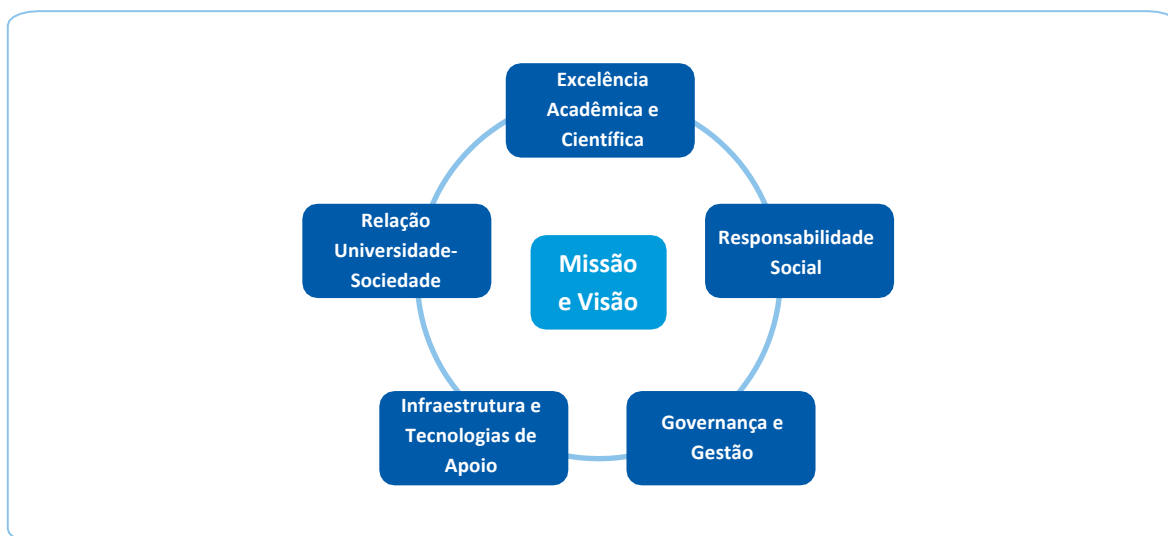 Excelência
Acadêmica e
Científica
Relação
Universidade-
Sociedade
Missão
e Visão
Responsabilidade
Social
Infraestrutura e
Tecnologias de
Apoio
Governança e
Gestão